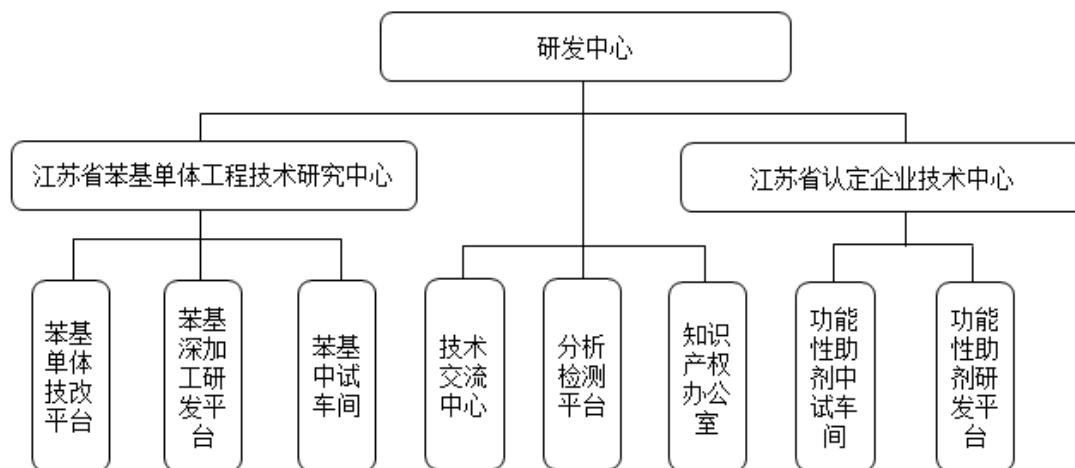 研发中心
江苏省苯基单体工程技术研究中心
江苏省认定企业技术中心
苯基
单体
技改
平台
苯基
深加
工研
发平
台
苯基
中试
车间
技术
交流
中心
分析
检测
平台
知识
产权
办公
室
功能
性助
剂中
试车
间
功能
性助
剂研
发平
台